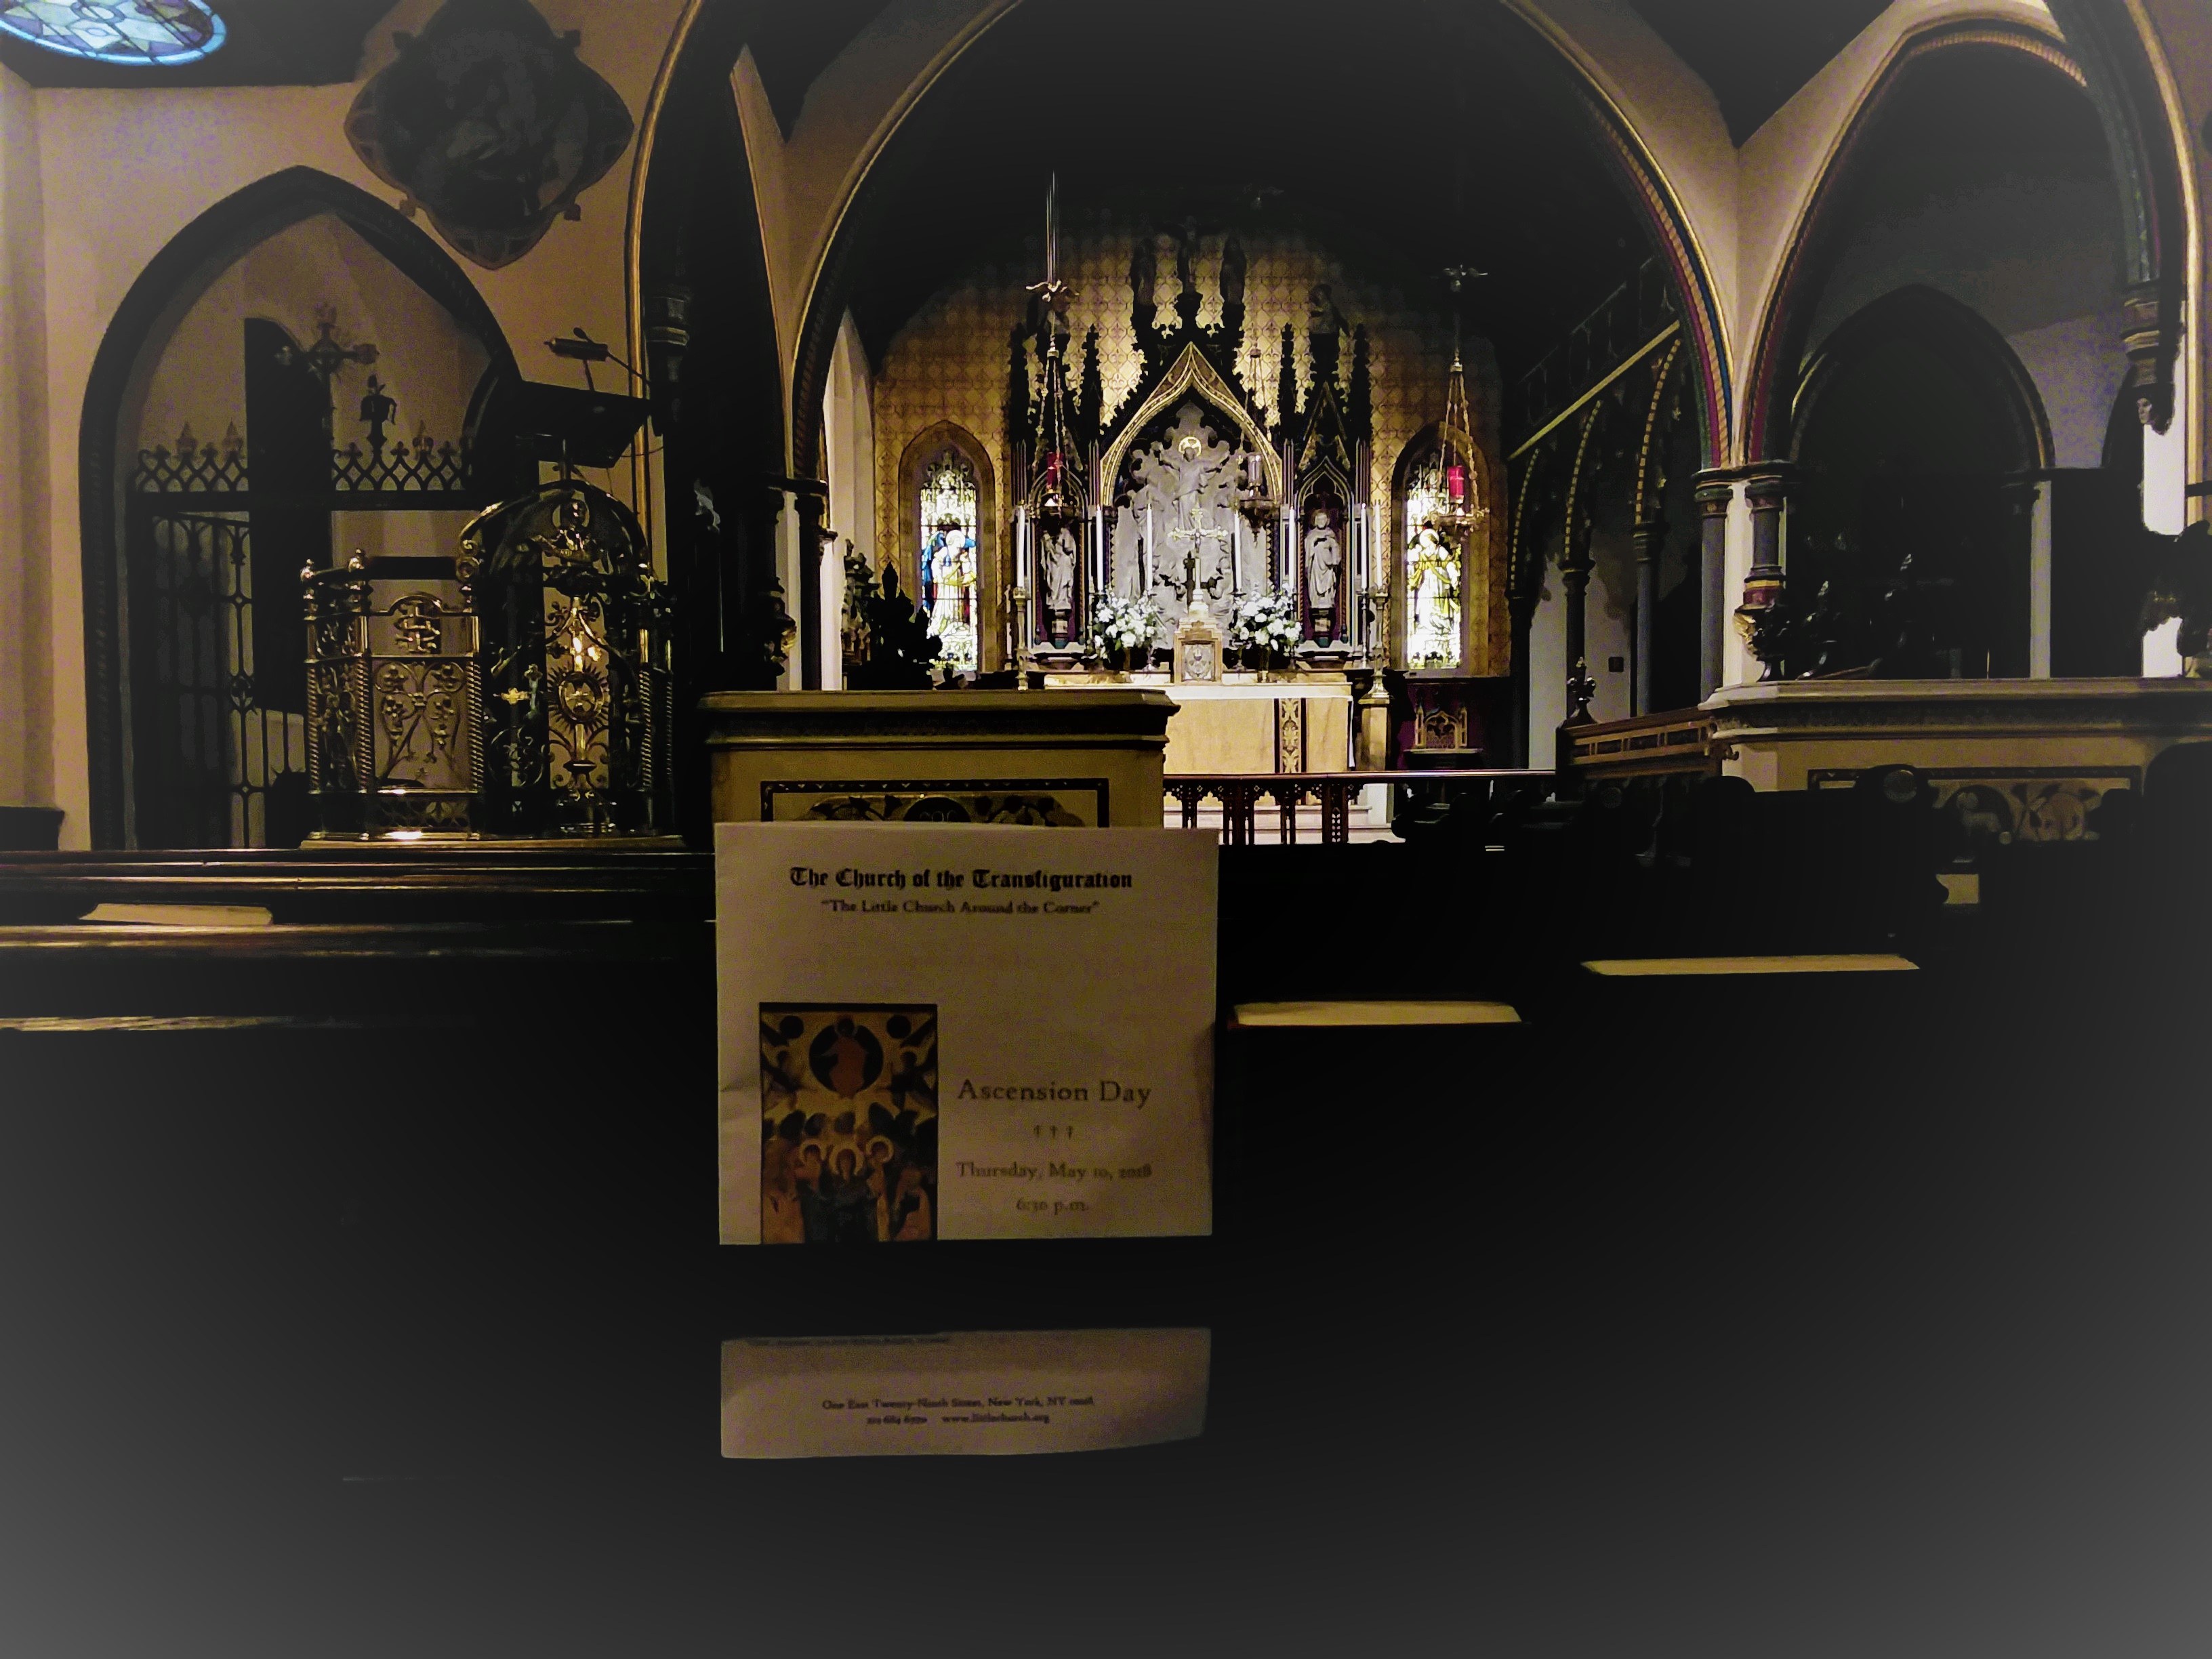 The Church of the Transfiguration
"The Little Church Around the Corner"
Ascension Day
† † †
Thursday, May 10, 2018
6:30 p.m.
One East Twenty-Ninth Street, New York, NY
www.littlechurch.org